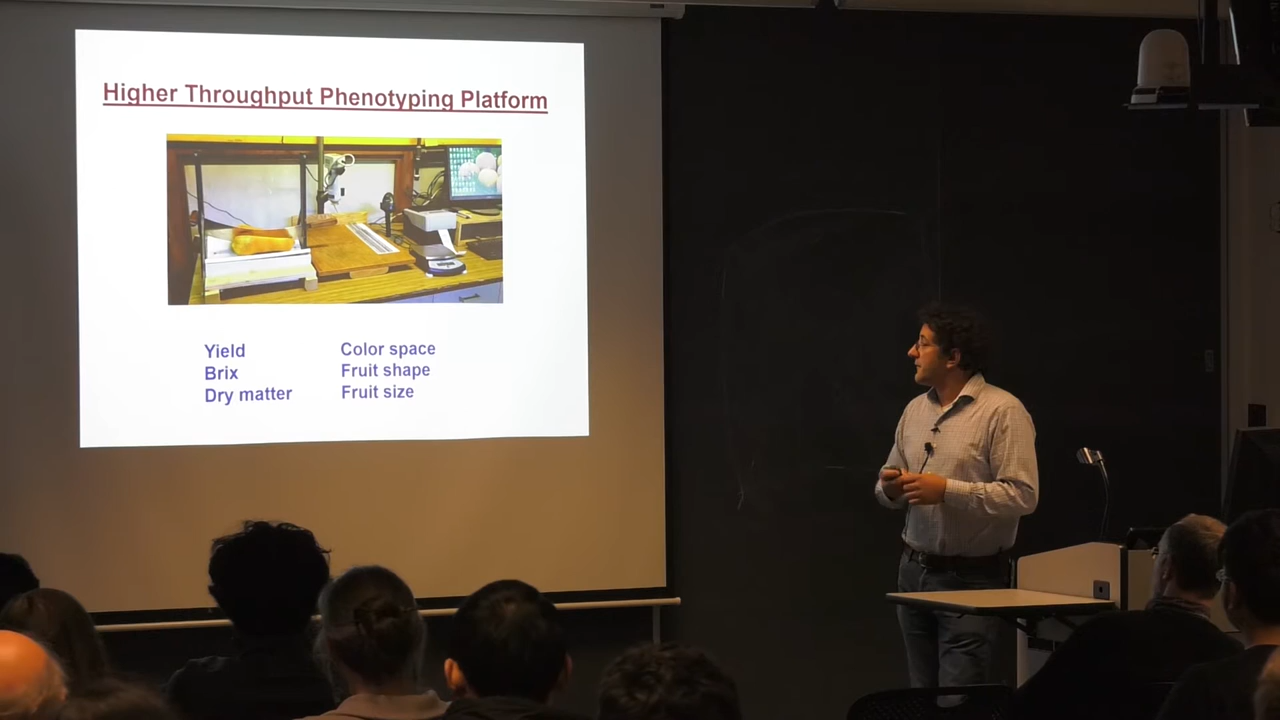 Higher Throughput Phenotyping Platform
Yield
Brix
Dry matter
Color space
Fruit shape
Fruit size